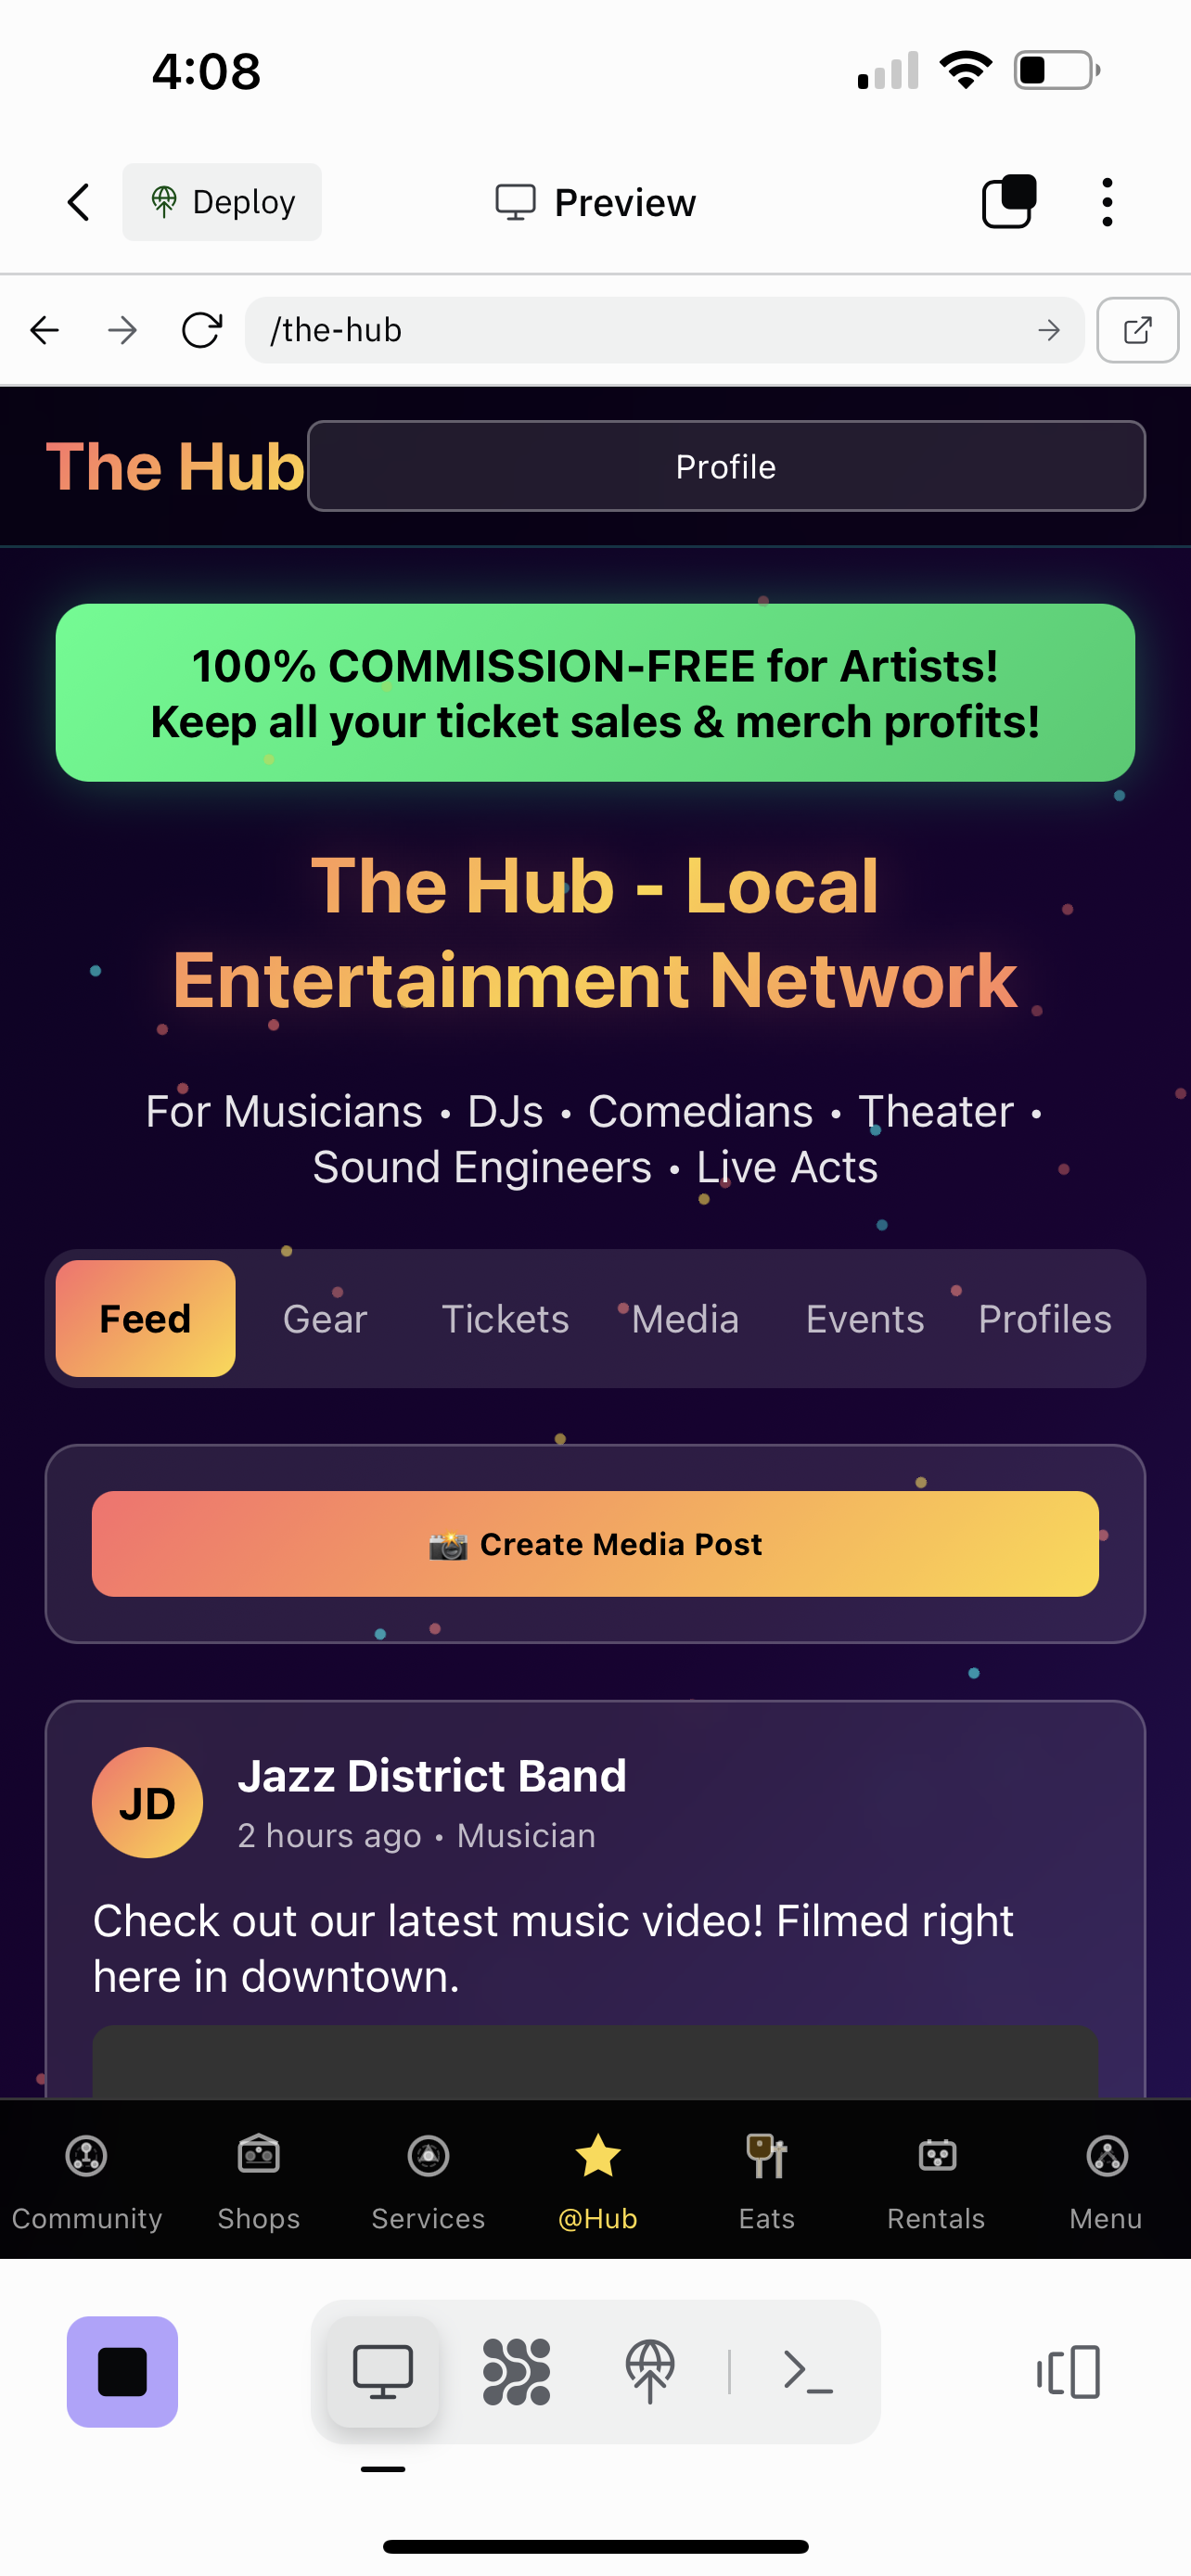 4:08
Deploy
Preview
/the-hub
The Hub
Profile
100% COMMISSION-FREE for Artists!
Keep all your ticket sales & merch profits!
The Hub - Local
Entertainment Network
For Musicians • DJs • Comedians • Theater •
Sound Engineers • Live Acts
Feed Gear Tickets Media Events Profiles
📸 Create Media Post
JD
Jazz District Band
2 hours ago • Musician
Check out our latest music video! Filmed right
here in downtown.
Community Shops Services @Hub Eats Rentals Menu